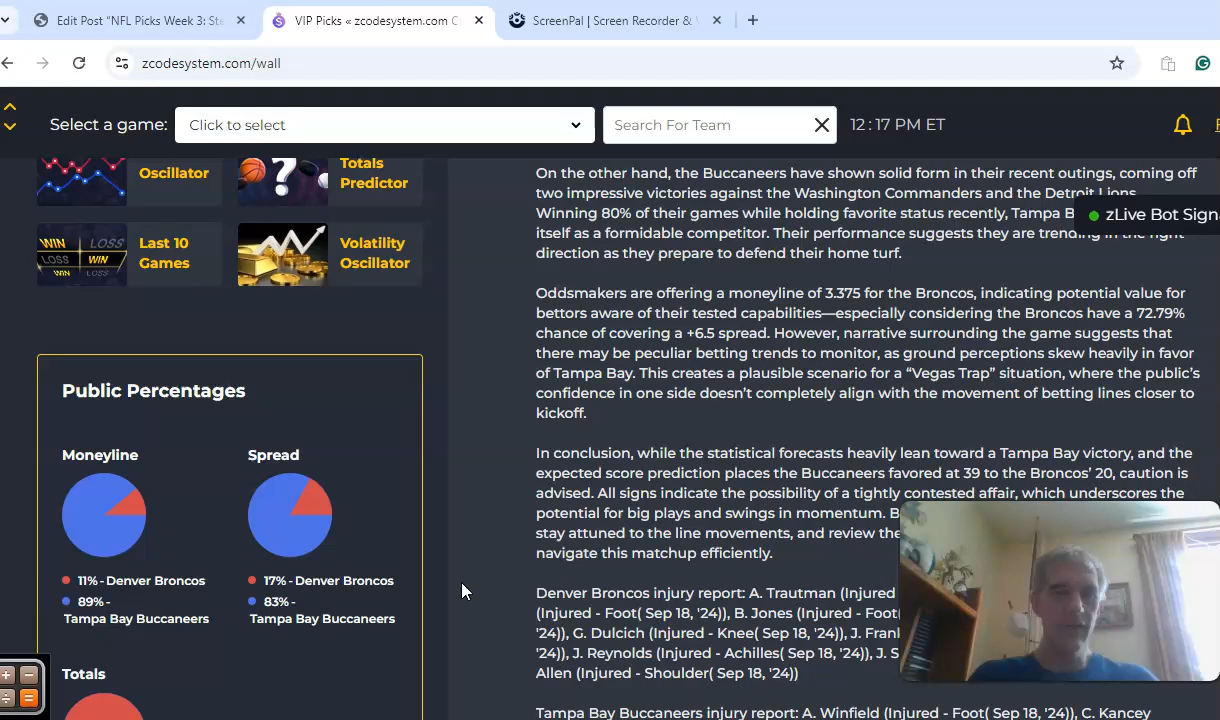 Edit Post "NFL Picks Week 3: Ste
VIP Picks « zcodesystem.com C
ScreenPal | Screen Recorder &
zcodesystem.com/wall
Select a game:
Click to select
Search For Team
12 : 17 PM ET
Oscillator
Totals
Predictor
WIN LOSS
LOSS WIN
WIN LOSS
Last 10
Games
Volatility
Oscillator
Public Percentages
Moneyline
Spread
11% - Denver Broncos
17% - Denver Broncos
89% -
Tampa Bay Buccaneers
83% -
Tampa Bay Buccaneers
Totals
On the other hand, the Buccaneers have shown solid form in their recent outings, coming off
two impressive victories against the Washington Commanders and the Detroit Lions.
Winning 80% of their games while holding favorite status recently, Tampa B
zLive Bot Signa
itself as a formidable competitor. Their performance suggests they are trending in the right
direction as they prepare to defend their home turf.
Oddsmakers are offering a moneyline of 3.375 for the Broncos, indicating potential value for
bettors aware of their tested capabilities—especially considering the Broncos have a 72.79%
chance of covering a +6.5 spread. However, narrative surrounding the game suggests that
there may be peculiar betting trends to monitor, as ground perceptions skew heavily in favor
of Tampa Bay. This creates a plausible scenario for a “Vegas Trap” situation, where the public’s
confidence in one side doesn’t completely align with the movement of betting lines closer to
kickoff.
In conclusion, while the statistical forecasts heavily lean toward a Tampa Bay victory, and the
expected score prediction places the Buccaneers favored at 39 to the Broncos’ 20, caution is
advised. All signs indicate the possibility of a tightly contested affair, which underscores the
potential for big plays and swings in momentum. B
stay attuned to the line movements, and review the
navigate this matchup efficiently.
Denver Broncos injury report: A. Trautman (Injured
(Injured - Foot( Sep 18, '24)), B. Jones (Injured - Foot(
'24)), G. Dulcich (Injured - Knee( Sep 18, '24)), J. Frank
'24)), J. Reynolds (Injured - Achilles( Sep 18, '24)), J. S
Allen (Injured - Shoulder( Sep 18, '24))
Tampa Bay Buccaneers injury report: A. Winfield (Injured - Foot( Sep 18, '24)), C. Kancey